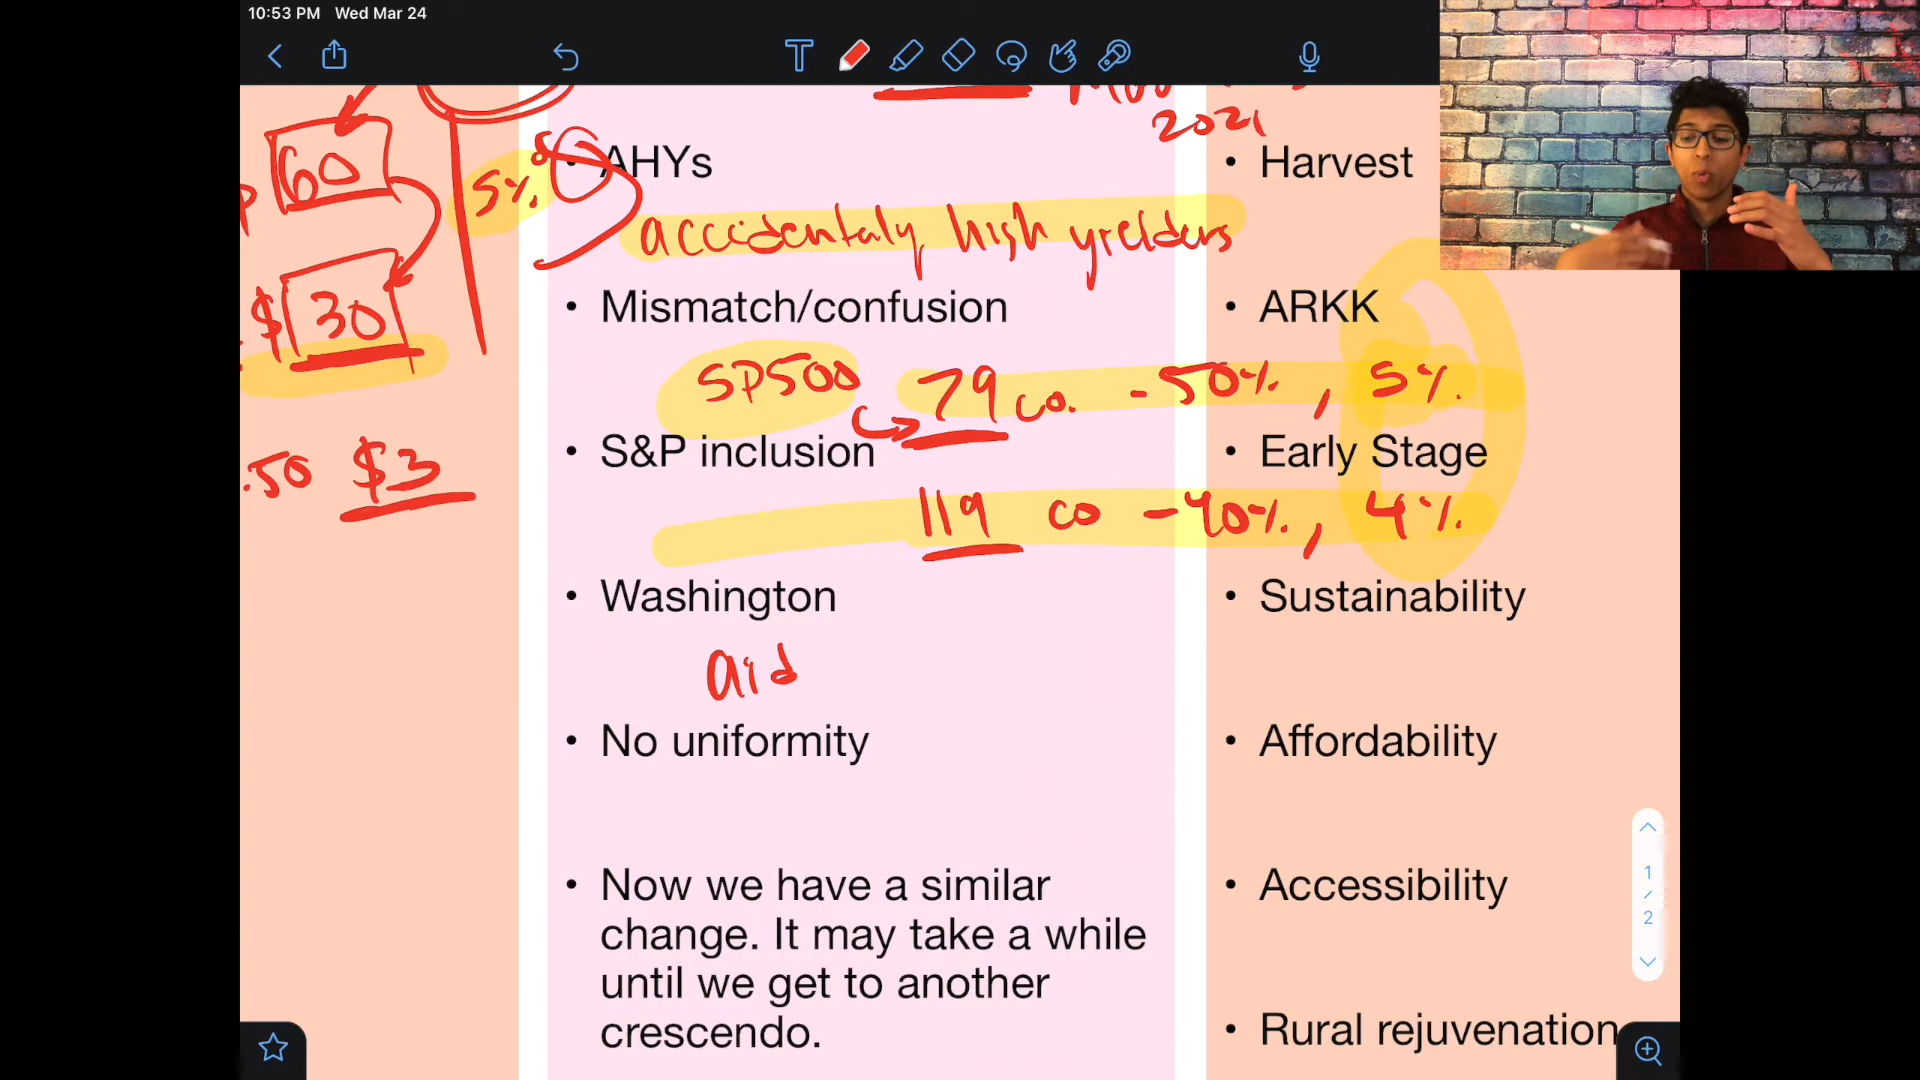 10:53 PM Wed Mar 24
2021
60
5%
• AHYs
accidentaly high yielders
• Harvest
$30
• Mismatch/confusion
• ARKK
SP500 79 co. -50%, 5%
.50 $3
• S&P inclusion
• Early Stage
119 co -40%, 4%
• Washington
• Sustainability
aid
• No uniformity
• Affordability
• Now we have a similar
change. It may take a while
until we get to another
crescendo.
• Accessibility
• Rural rejuvenation
1
/
2